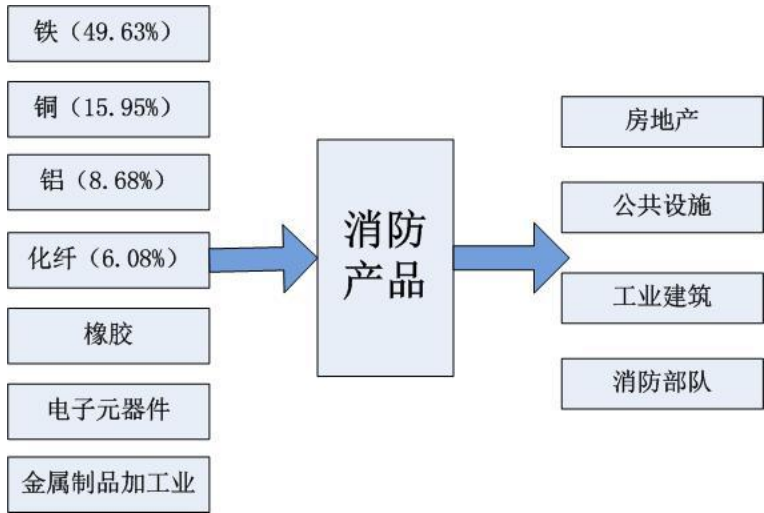 铁（49.63%）
铜（15.95%）
铝（8.68%）
化纤（6.08%）
橡胶
电子元器件
金属制品加工业
消防
产品
房地产
公共设施
工业建筑
消防部队